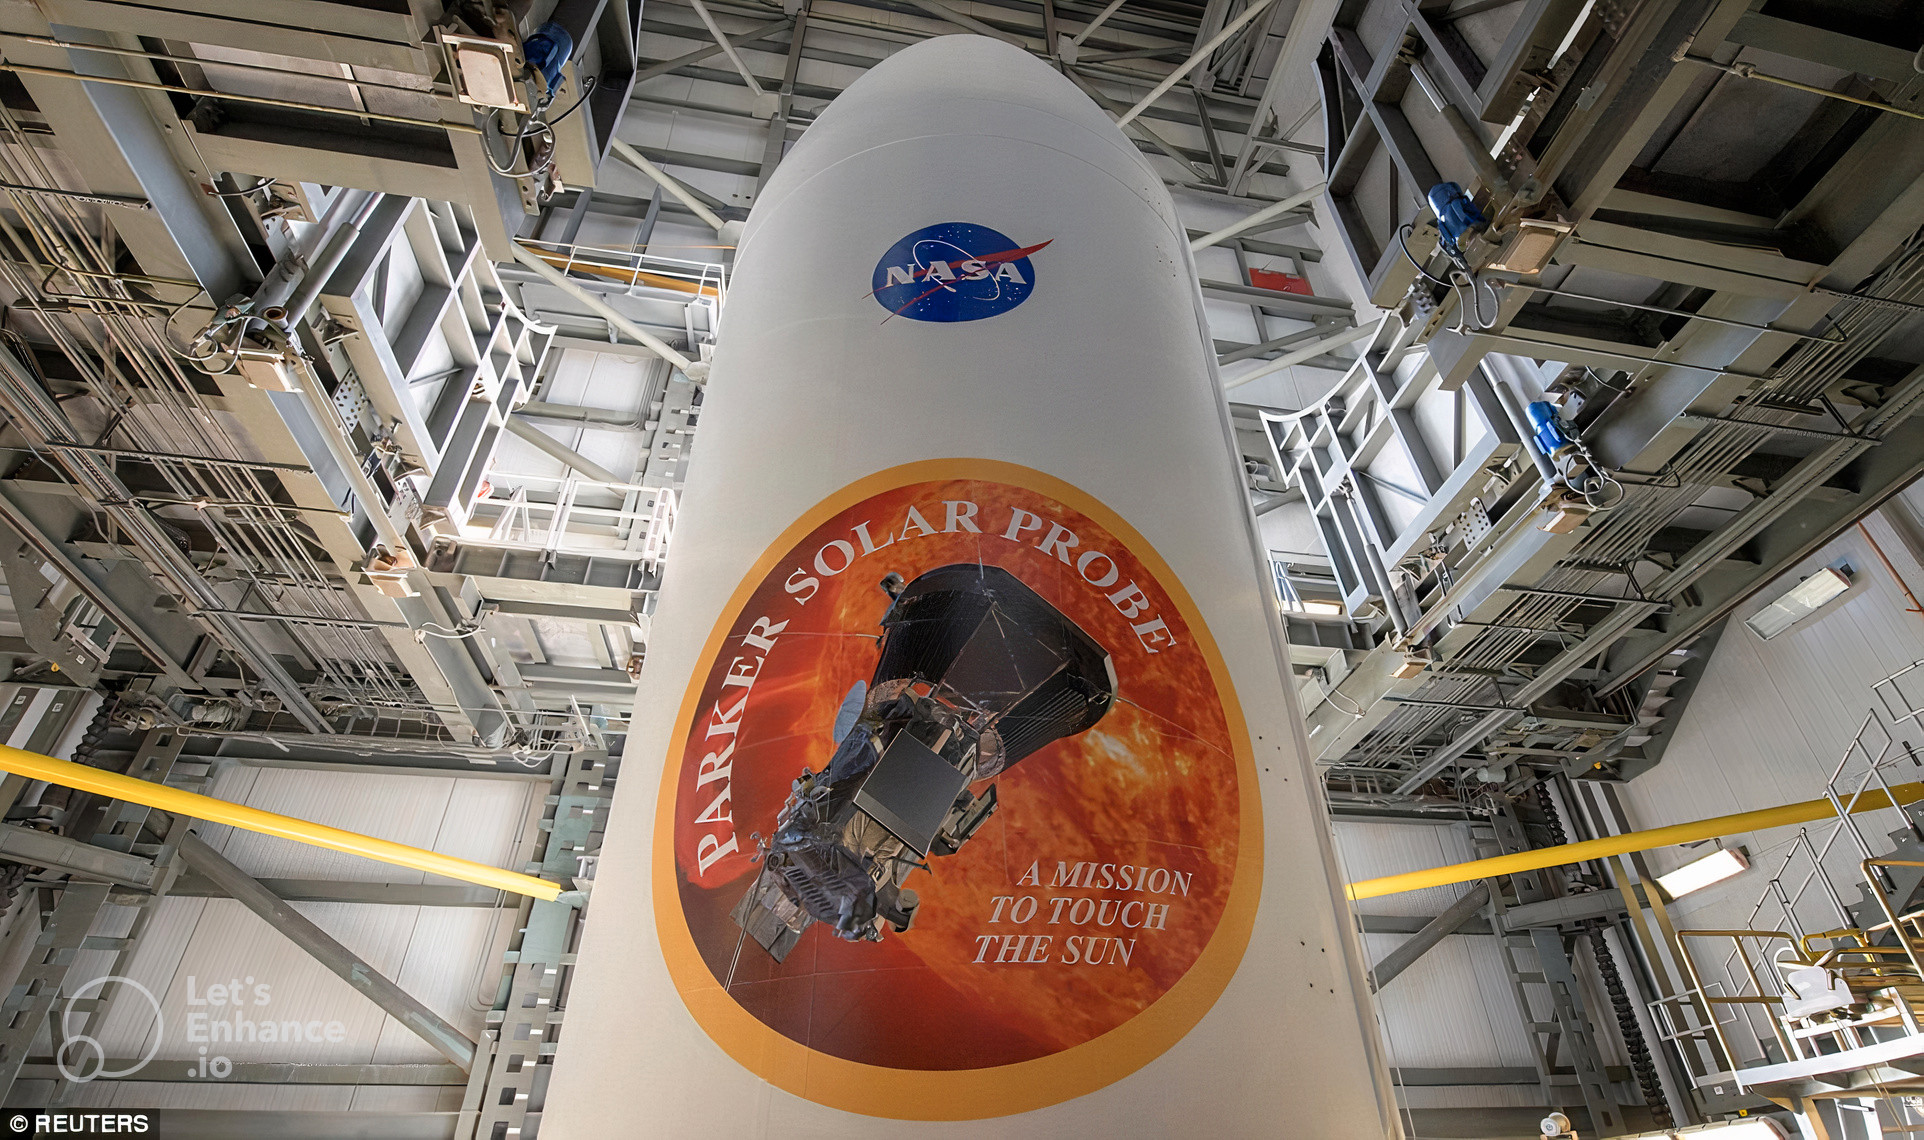 NASA
PARKER SOLAR PROBE
A MISSION
TO TOUCH
THE SUN
Let's
Enhance
.io
© REUTERS